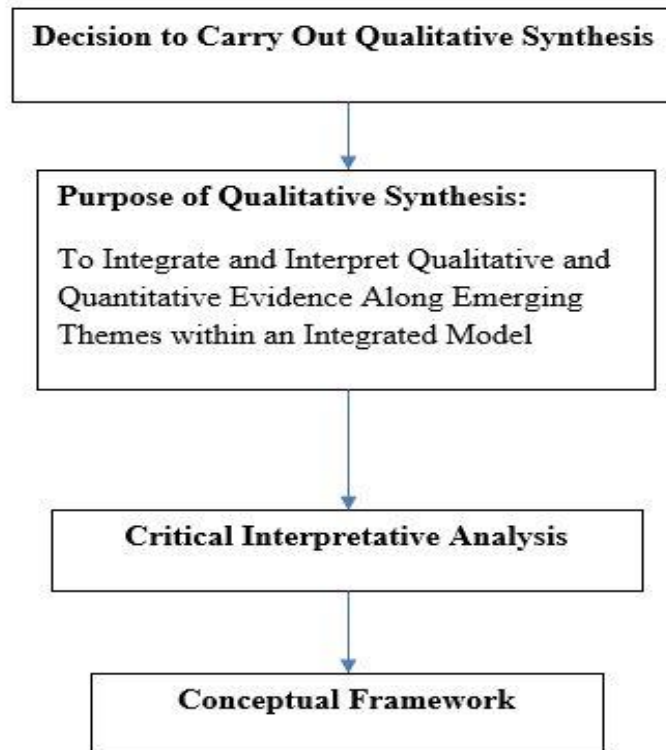 Decision to Carry Out Qualitative Synthesis
Purpose of Qualitative Synthesis:
To Integrate and Interpret Qualitative and
Quantitative Evidence Along Emerging
Themes within an Integrated Model
Critical Interpretative Analysis
Conceptual Framework